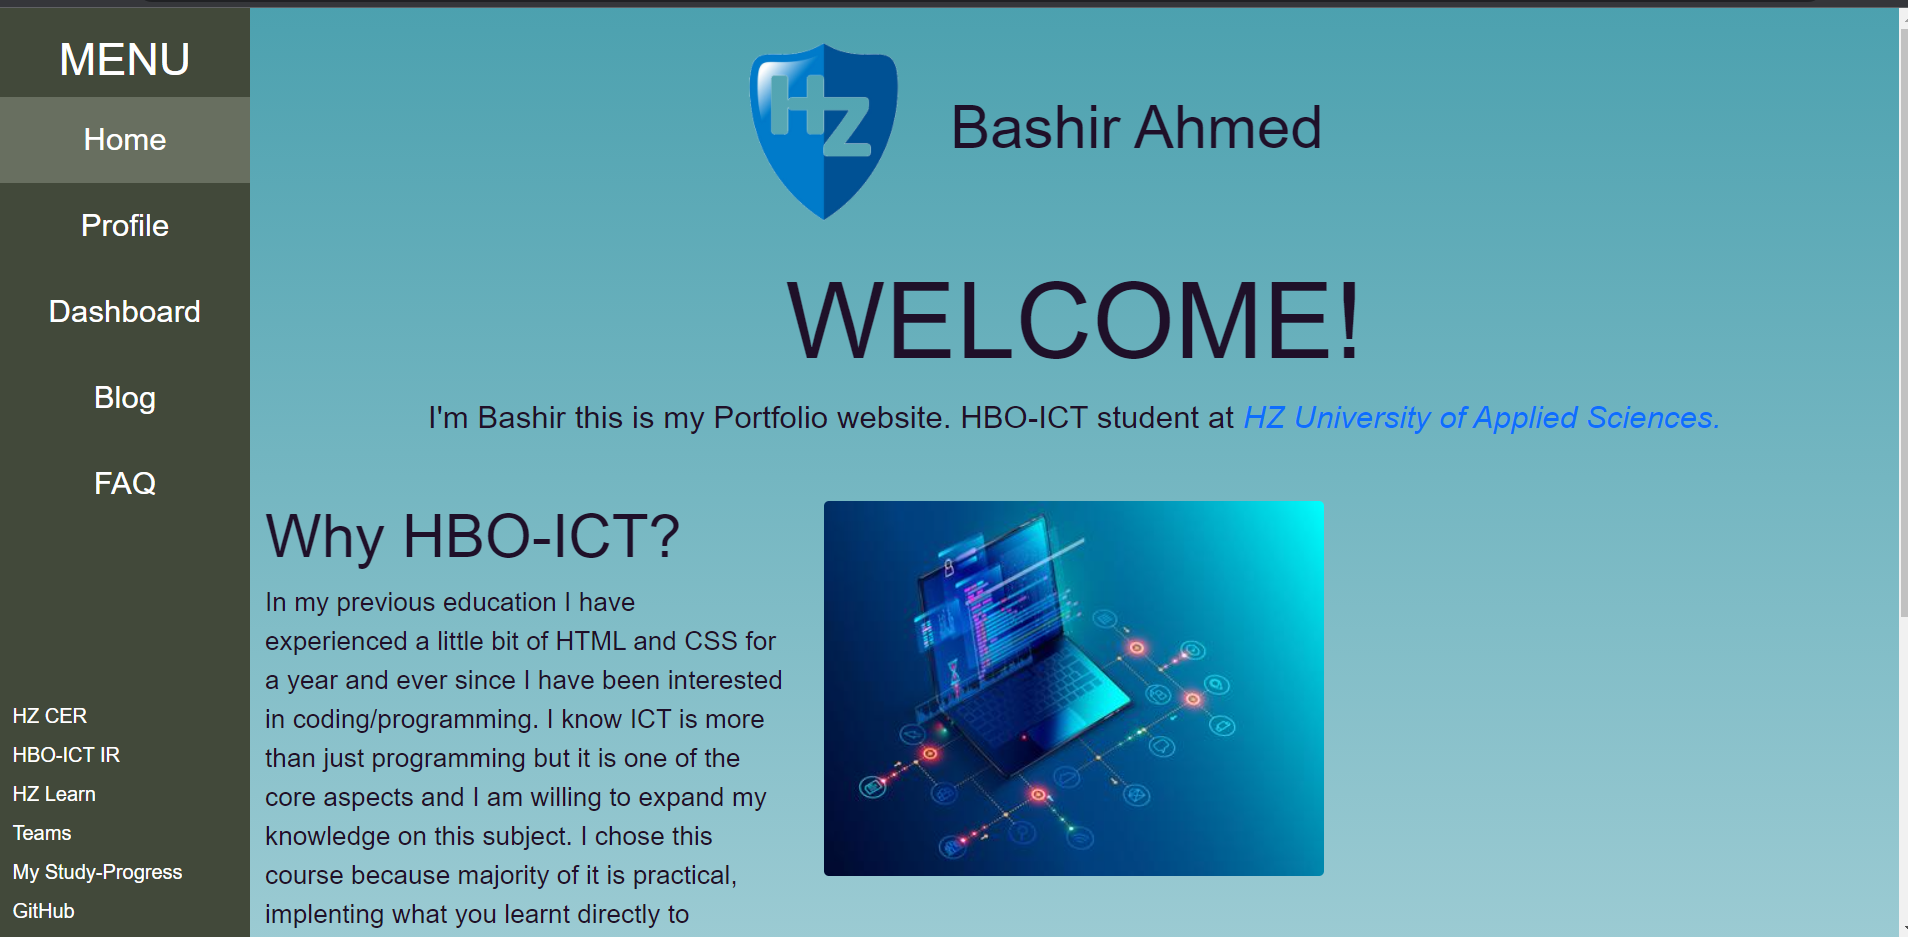 MENU
Home
Profile
Dashboard
Blog
FAQ
HZ CER
HBO-ICT IR
HZ Learn
Teams
My Study-Progress
GitHub
HZ
Bashir Ahmed
WELCOME!
I'm Bashir this is my Portfolio website. HBO-ICT student at HZ University of Applied Sciences.
Why HBO-ICT?
In my previous education I have
experienced a little bit of HTML and CSS for
a year and ever since I have been interested
in coding/programming. I know ICT is more
than just programming but it is one of the
core aspects and I am willing to expand my
knowledge on this subject. I chose this
course because majority of it is practical,
implenting what you learnt directly to